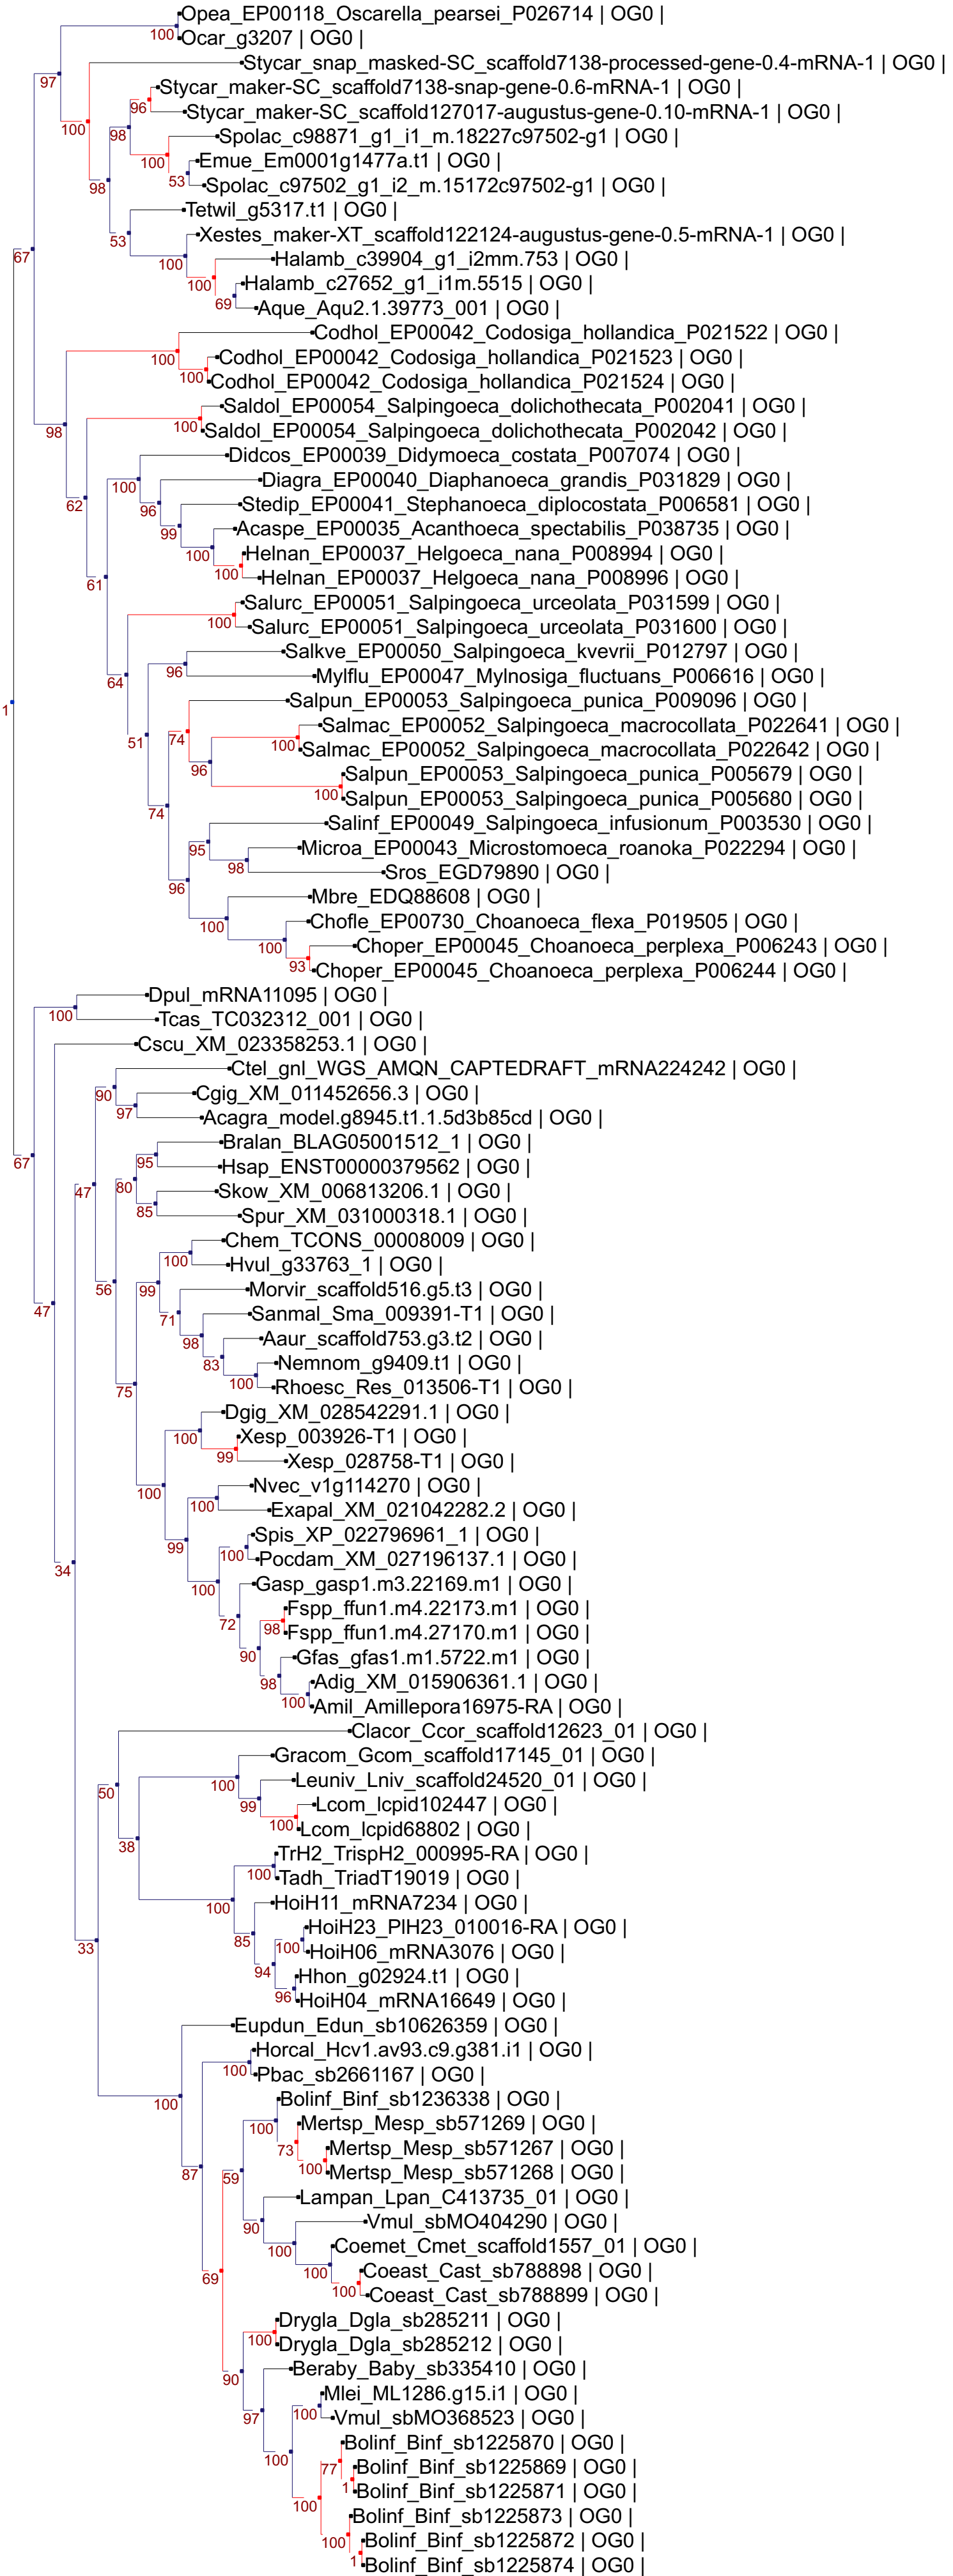 Opea_EP00118_Oscarella_pearsei_P026714 | OG0 |
100
Ocar_g3207 | OG0 |
Stycar_snap_masked-SC_scaffold7138-processed-gene-0.4-mRNA-1 | OG0 |
97
Stycar_maker-SC_scaffold7138-snap-gene-0.6-mRNA-1 | OG0 |
96
Stycar_maker-SC_scaffold127017-augustus-gene-0.10-mRNA-1 | OG0 |
100
98
Spolac_c98871_g1_i1_m.18227c97502-g1 | OG0 |
100
Emue_Em0001g1477a.t1 | OG0 |
53
Spolac_c97502_g1_i2_m.15172c97502-g1 | OG0 |
98
Tetwil_g5317.t1 | OG0 |
53
Xestes_maker-XT_scaffold122124-augustus-gene-0.5-mRNA-1 | OG0 |
67
100
Halamb_c39904_g1_i2mm.753 | OG0 |
100
Halamb_c27652_g1_i1m.5515 | OG0 |
69
Aque_Aqu2.1.39773_001 | OG0 |
Codhol_EP00042_Codosiga_hollandica_P021522 | OG0 |
100
Codhol_EP00042_Codosiga_hollandica_P021523 | OG0 |
100
Codhol_EP00042_Codosiga_hollandica_P021524 | OG0 |
Saldol_EP00054_Salpingoeca_dolichothecata_P002041 | OG0 |
100
98
Saldol_EP00054_Salpingoeca_dolichothecata_P002042 | OG0 |
Didcos_EP00039_Didymoeca_costata_P007074 | OG0 |
100
Diagra_EP00040_Diaphanoeca_grandis_P031829 | OG0 |
62
96
Stedip_EP00041_Stephanoeca_diplocostata_P006581 | OG0 |
99
Acaspe_EP00035_Acanthoeca_spectabilis_P038735 | OG0 |
100
Helnan_EP00037_Helgoeca_nana_P008994 | OG0 |
100
61
Helnan_EP00037_Helgoeca_nana_P008996 | OG0 |
Salurc_EP00051_Salpingoeca_urceolata_P031599 | OG0 |
100
Salurc_EP00051_Salpingoeca_urceolata_P031600 | OG0 |
Salkve_EP00050_Salpingoeca_kvevrii_P012797 | OG0 |
96
64
Mylflu_EP00047_Mylnosiga_fluctuans_P006616 | OG0 |
Salpun_EP00053_Salpingoeca_punica_P009096 | OG0 |
1
Salmac_EP00052_Salpingoeca_macrocollata_P022641 | OG0 |
51
74
100
Salmac_EP00052_Salpingoeca_macrocollata_P022642 | OG0 |
96
Salpun_EP00053_Salpingoeca_punica_P005679 | OG0 |
100
Salpun_EP00053_Salpingoeca_punica_P005680 | OG0 |
74
Salinf_EP00049_Salpingoeca_infusionum_P003530 | OG0 |
95
Microa_EP00043_Microstomoeca_roanoka_P022294 | OG0 |
98
Sros_EGD79890 | OG0 |
96
Mbre_EDQ88608 | OG0 |
100
Chofle_EP00730_Choanoeca_flexa_P019505 | OG0 |
100
Choper_EP00045_Choanoeca_perplexa_P006243 | OG0 |
93
Choper_EP00045_Choanoeca_perplexa_P006244 | OG0 |
Dpul_mRNA11095 | OG0 |
100
Tcas_TC032312_001 | OG0 |
Cscu_XM_023358253.1 | OG0 |
Ctel_gnl_WGS_AMQN_CAPTEDRAFT_mRNA224242 | OG0 |
90
Cgig_XM_011452656.3 | OG0 |
97
Acagra_model.g8945.t1.1.5d3b85cd | OG0 |
Bralan_BLAG05001512_1 | OG0 |
67
95
Hsap_ENST00000379562 | OG0 |
47
80
Skow_XM_006813206.1 | OG0 |
85
Spur_XM_031000318.1 | OG0 |
Chem_TCONS_00008009 | OG0 |
100
Hvul_g33763_1 | OG0 |
56
99
Morvir_scaffold516.g5.t3 | OG0 |
47
71
Sanmal_Sma_009391-T1 | OG0 |
98
Aaur_scaffold753.g3.t2 | OG0 |
83
Nemnom_g9409.t1 | OG0 |
100
75
Rhoesc_Res_013506-T1 | OG0 |
Dgig_XM_028542291.1 | OG0 |
100
Xesp_003926-T1 | OG0 |
99
Xesp_028758-T1 | OG0 |
Nvec_v1g114270 | OG0 |
100
100
Exapal_XM_021042282.2 | OG0 |
Spis_XP_022796961_1 | OG0 |
99
100
Pocdam_XM_027196137.1 | OG0 |
34
100
Gasp_gasp1.m3.22169.m1 | OG0 |
Fspp_ffun1.m4.22173.m1 | OG0 |
72
98
Fspp_ffun1.m4.27170.m1 | OG0 |
90
Gfas_gfas1.m1.5722.m1 | OG0 |
98
Adig_XM_015906361.1 | OG0 |
100
Amil_Amillepora16975-RA | OG0 |
Clacor_Ccor_scaffold12623_01 | OG0 |
Gracom_Gcom_scaffold17145_01 | OG0 |
100
Leuniv_Lniv_scaffold24520_01 | OG0 |
50
99
Lcom_lcpid102447 | OG0 |
100
Lcom_lcpid68802 | OG0 |
38
TrH2_TrispH2_000995-RA | OG0 |
100
Tadh_TriadT19019 | OG0 |
100
HoiH11_mRNA7234 | OG0 |
HoiH23_PlH23_010016-RA | OG0 |
33
85
100
HoiH06_mRNA3076 | OG0 |
94
Hhon_g02924.t1 | OG0 |
96
HoiH04_mRNA16649 | OG0 |
Eupdun_Edun_sb10626359 | OG0 |
Horcal_Hcv1.av93.c9.g381.i1 | OG0 |
100
Pbac_sb2661167 | OG0 |
100
Bolinf_Binf_sb1236338 | OG0 |
100
Mertsp_Mesp_sb571269 | OG0 |
73
Mertsp_Mesp_sb571267 | OG0 |
100
87
59
Mertsp_Mesp_sb571268 | OG0 |
Lampan_Lpan_C413735_01 | OG0 |
90
Vmul_sbMO404290 | OG0 |
100
Coemet_Cmet_scaffold1557_01 | OG0 |
100
Coeast_Cast_sb788898 | OG0 |
69
100
Coeast_Cast_sb788899 | OG0 |
Drygla_Dgla_sb285211 | OG0 |
100
Drygla_Dgla_sb285212 | OG0 |
Beraby_Baby_sb335410 | OG0 |
90
Mlei_ML1286.g15.i1 | OG0 |
97
100
Vmul_sbMO368523 | OG0 |
Bolinf_Binf_sb1225870 | OG0 |
100
77
Bolinf_Binf_sb1225869 | OG0 |
1
Bolinf_Binf_sb1225871 | OG0 |
100
Bolinf_Binf_sb1225873 | OG0 |
100
Bolinf_Binf_sb1225872 | OG0 |
1
Bolinf_Binf_sb1225874 | OG0 |